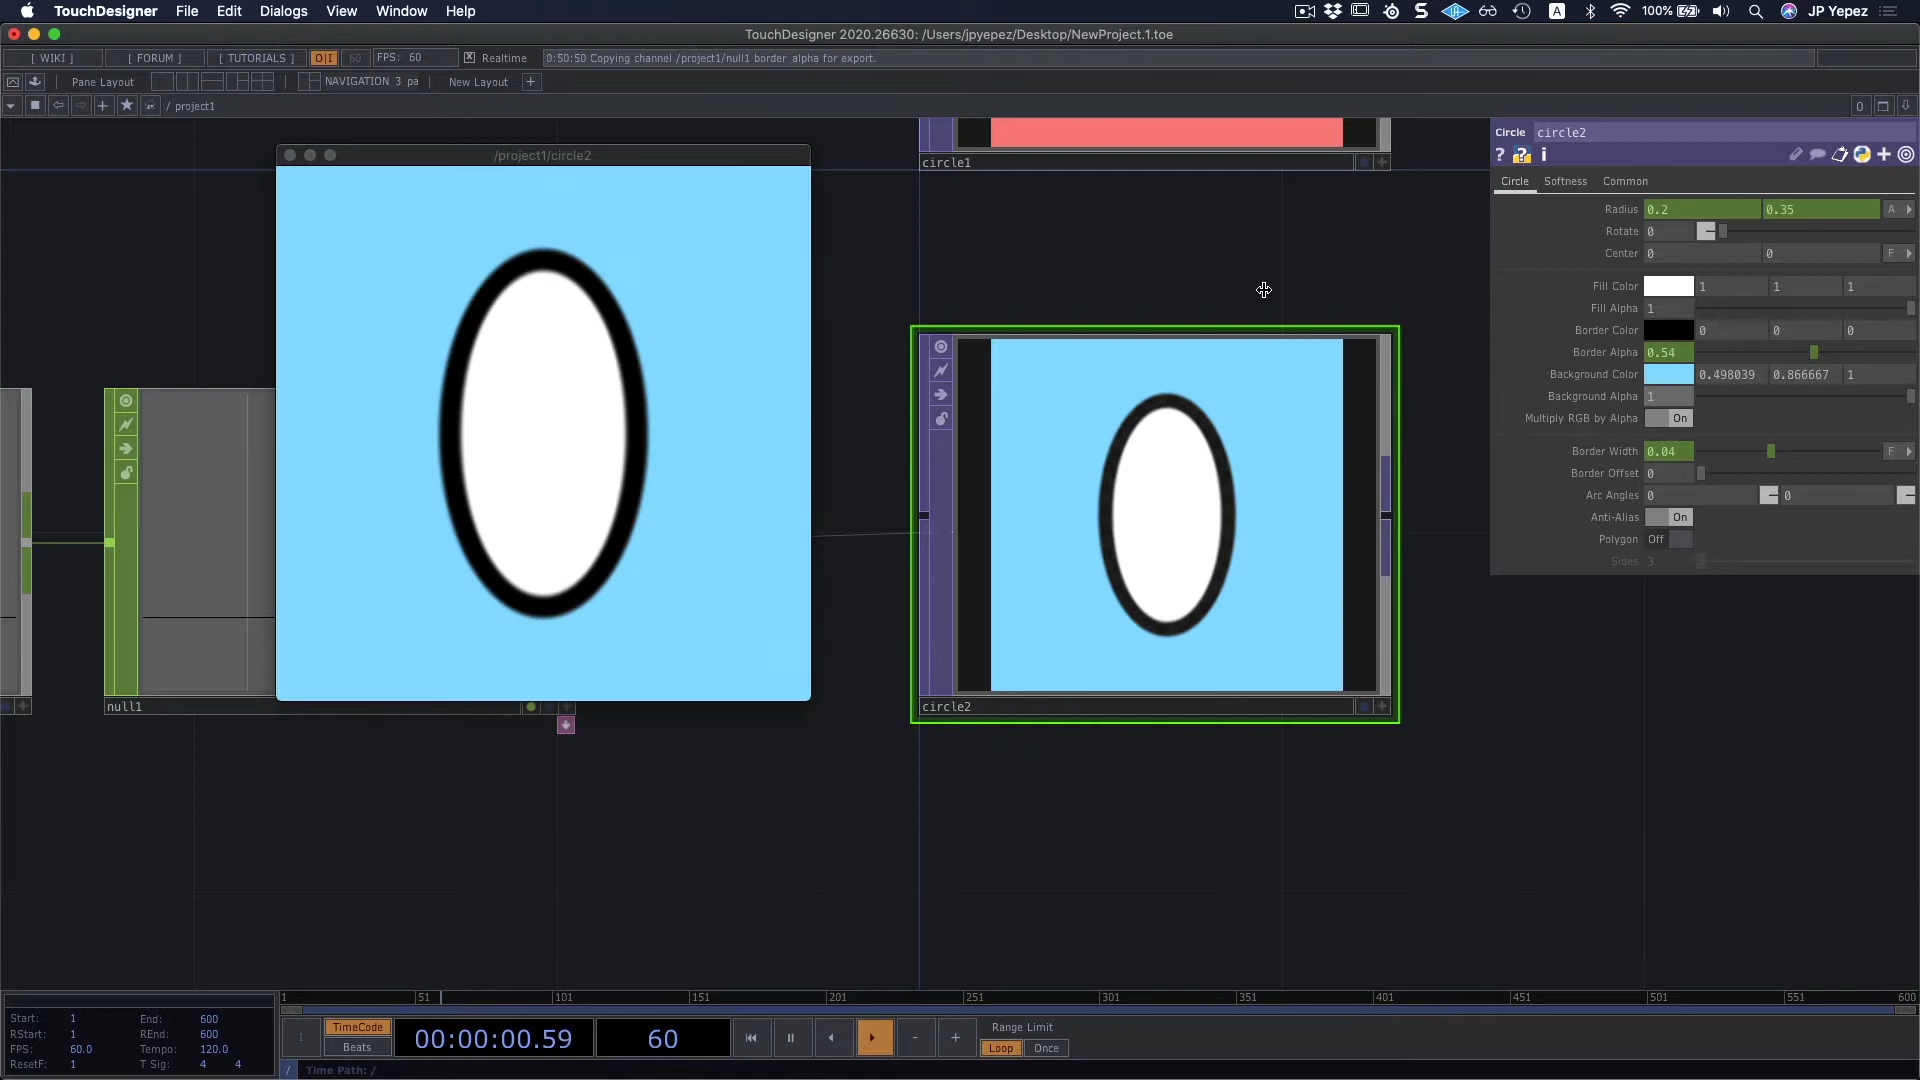 TouchDesigner File Edit Dialogs View Window Help 100% JP Yepez
TouchDesigner 2020.26630: /Users/jpyepez/Desktop/NewProject.1.toe
[ WIKI ] [ FORUM ] [ TUTORIALS ] O|I 60 FPS: 60 Realtime 0:50:50 Copying channel /project1/null1 border alpha for export.
Pane Layout NAVIGATION 3 pa New Layout +
/ project1 0
Circle circle2
/project1/circle2
circle1
Circle Softness Common
Radius 0.2 0.35 A
Rotate 0
Center 0 0 F
Fill Color 1 1 1
Fill Alpha 1
Border Color 0 0 0
Border Alpha 0.54
Background Color 0.498039 0.866667 1
Background Alpha 1
Multiply RGB by Alpha On
Border Width 0.04 F
Border Offset 0
Arc Angles 0 0
Anti-Alias On
Polygon Off
Sides 3
null1
circle2
1 51 101 151 201 251 301 351 401 451 501 551 600
Start: 1 End: 600
RStart: 1 REnd: 600
FPS: 60.0 Tempo: 120.0
ResetF: 1 T Sig: 4 4
TimeCode
Beats
00:00:00.59 60
Range Limit
Loop Once
/ Time Path: /